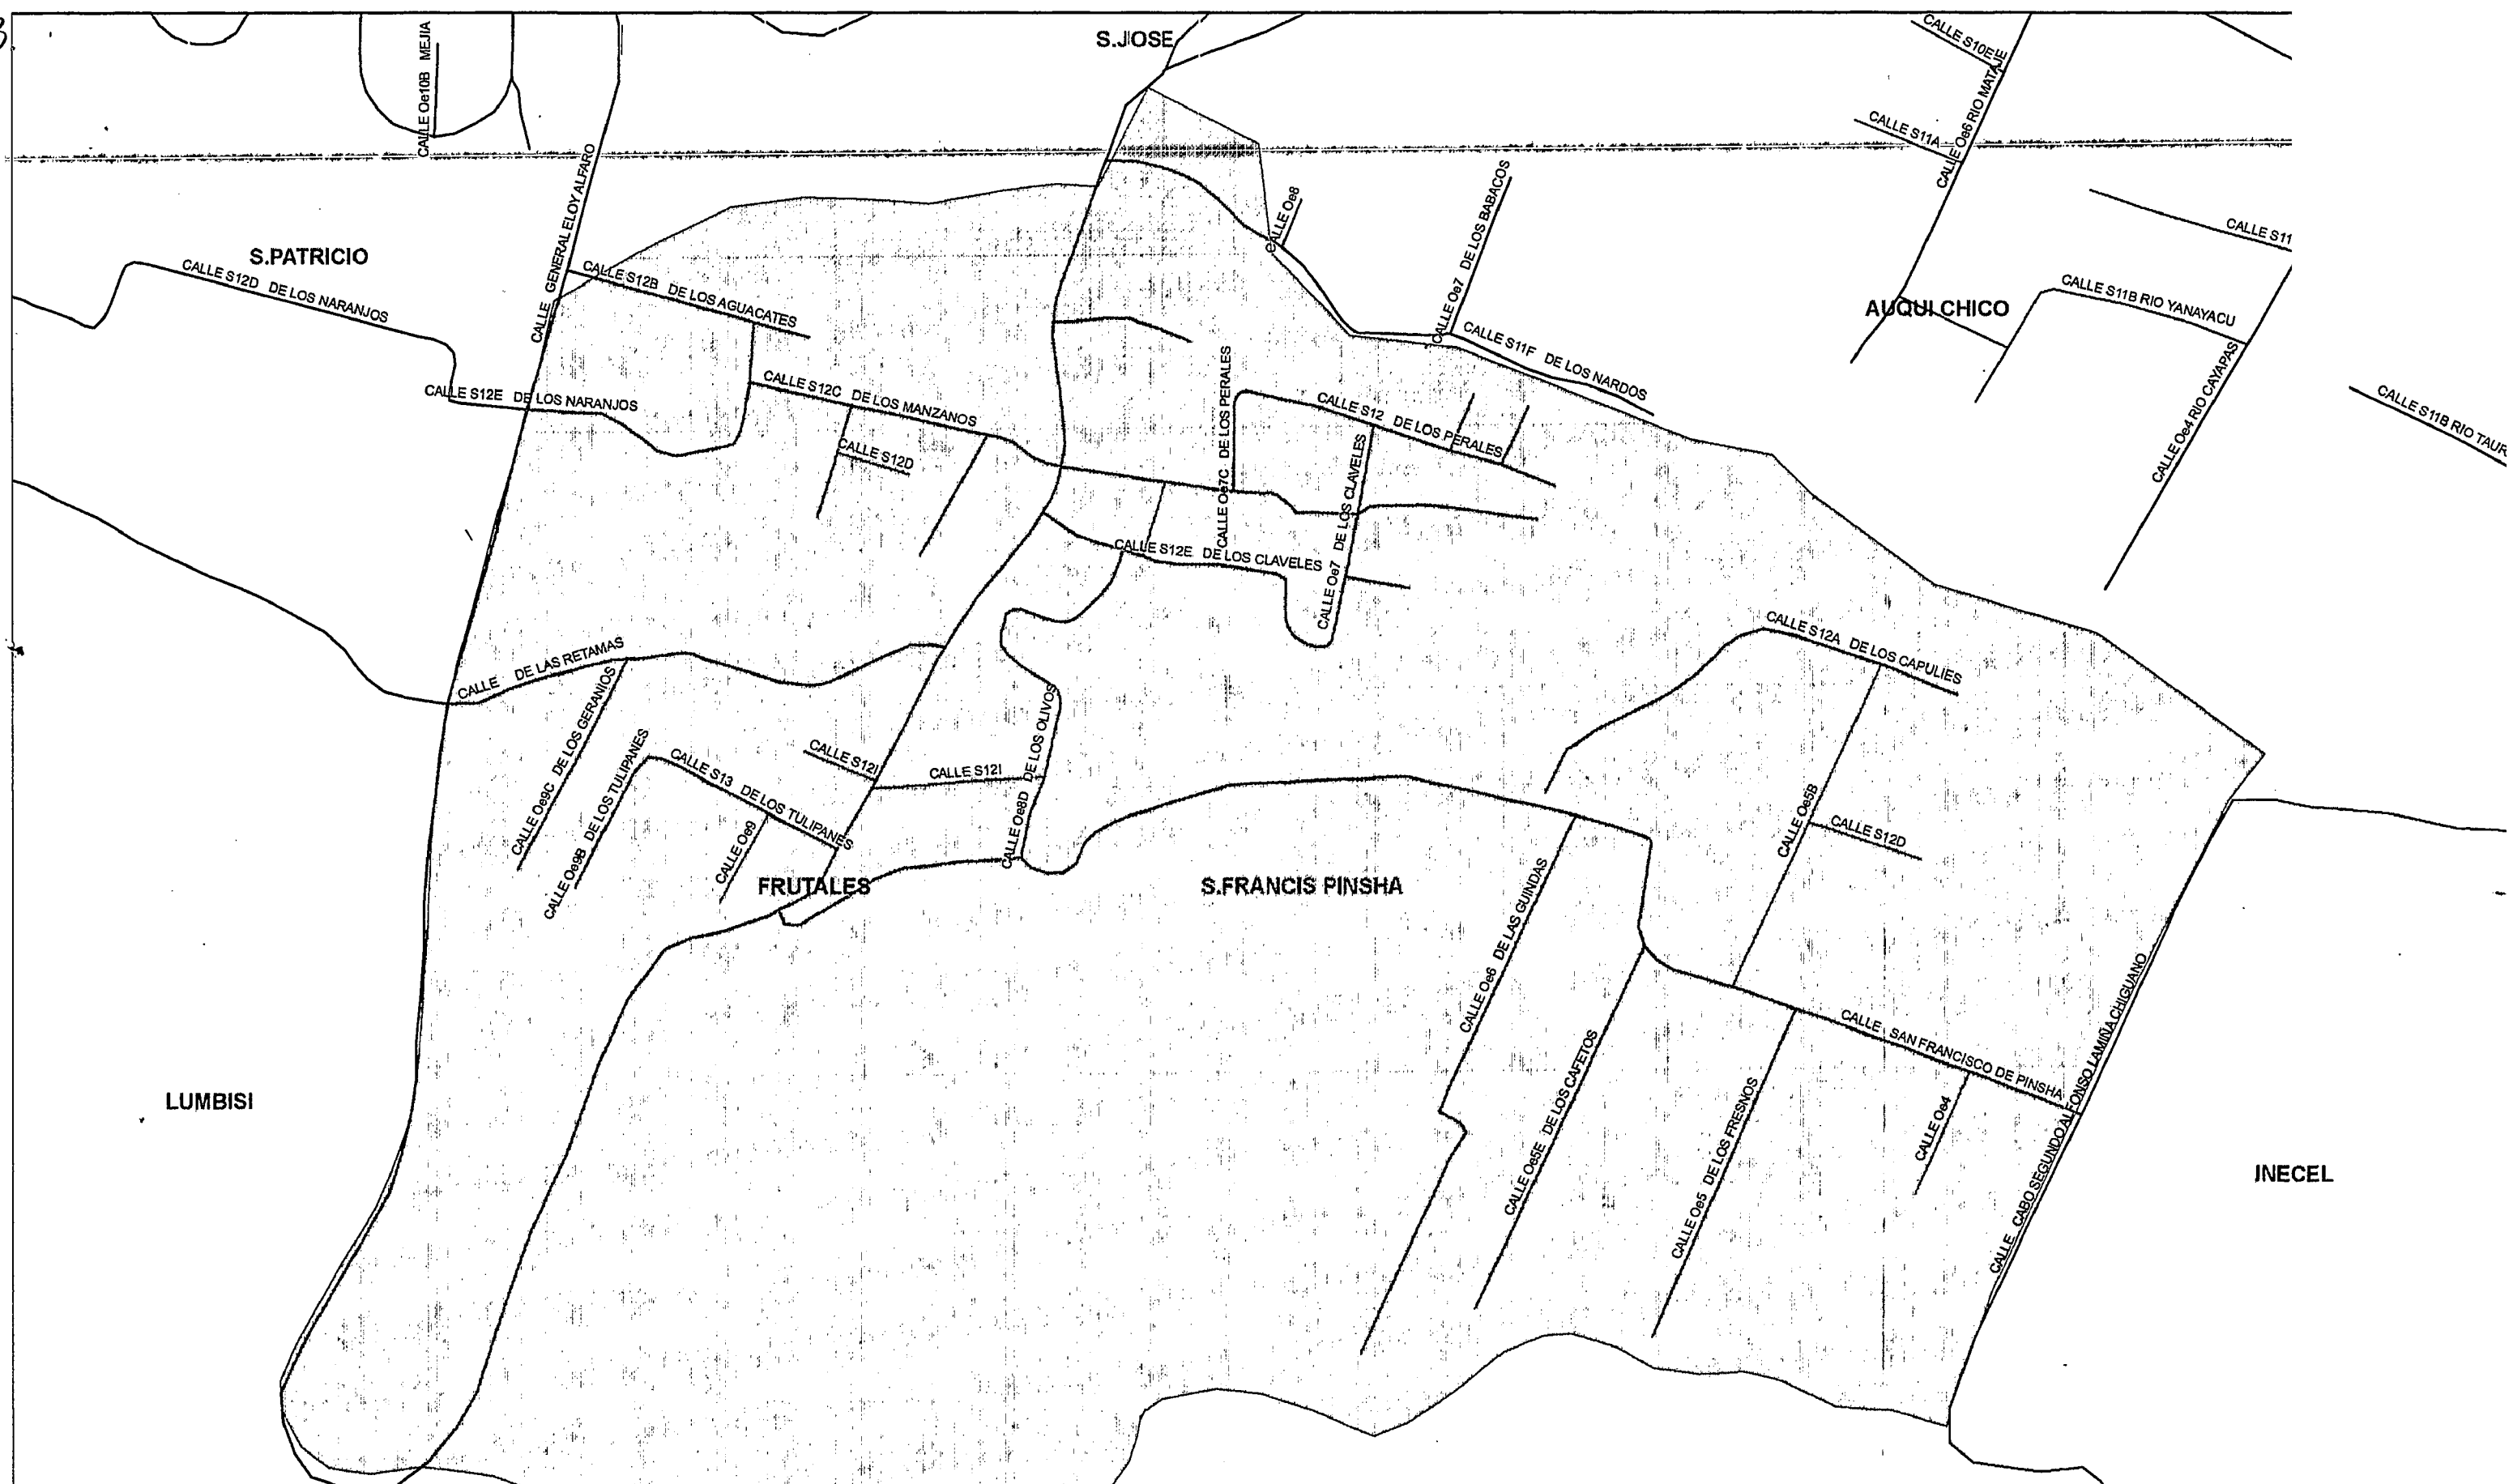 S.JOSE
CALLE Oe10B MEJIA
CALLE S10E
CALLE Oe6 RIO MATAJE
CALLE S11A
CALLE GENERAL ELOY ALFARO
CALLE Oe8
CALLE Oe7 DE LOS BABACOS
CALLE S11
S.PATRICIO
CALLE S12D DE LOS NARANJOS
CALLE S12B DE LOS AGUACATES
AUQUI CHICO
CALLE S11B RIO YANAYACU
CALLE S11F DE LOS NARDOS
CALLE Oe4 RIO CAYAPAS
CALLE S11B RIO TAUR
CALLE S12E DE LOS NARANJOS
CALLE S12C DE LOS MANZANOS
CALLE S12D
CALLE Oe7C DE LOS PERALES
CALLE S12 DE LOS PERALES
CALLE Oe7 DE LOS CLAVELES
CALLE S12E DE LOS CLAVELES
CALLE DE LAS RETAMAS
CALLE S12A DE LOS CAPULIES
CALLE Oe9C DE LOS GERANIOS
CALLE Oe9B DE LOS TULIPANES
CALLE S13 DE LOS TULIPANES
CALLE S12I
CALLE S12I
CALLE Oe8D DE LOS OLIVOS
CALLE Oe9
CALLE Oe5B
CALLE S12D
FRUTALES
S.FRANCIS PINSHA
CALLE Oe6 DE LAS GUINDAS
CALLE Oe5E DE LOS CAFETOS
CALLE Oe5 DE LOS FRESNOS
CALLE SAN FRANCISCO DE PINSHA
CALLE Oe4
CALLE CABO SEGUNDO ALFONSO LAMIÑA CHIGUANO
LUMBISI
INECEL